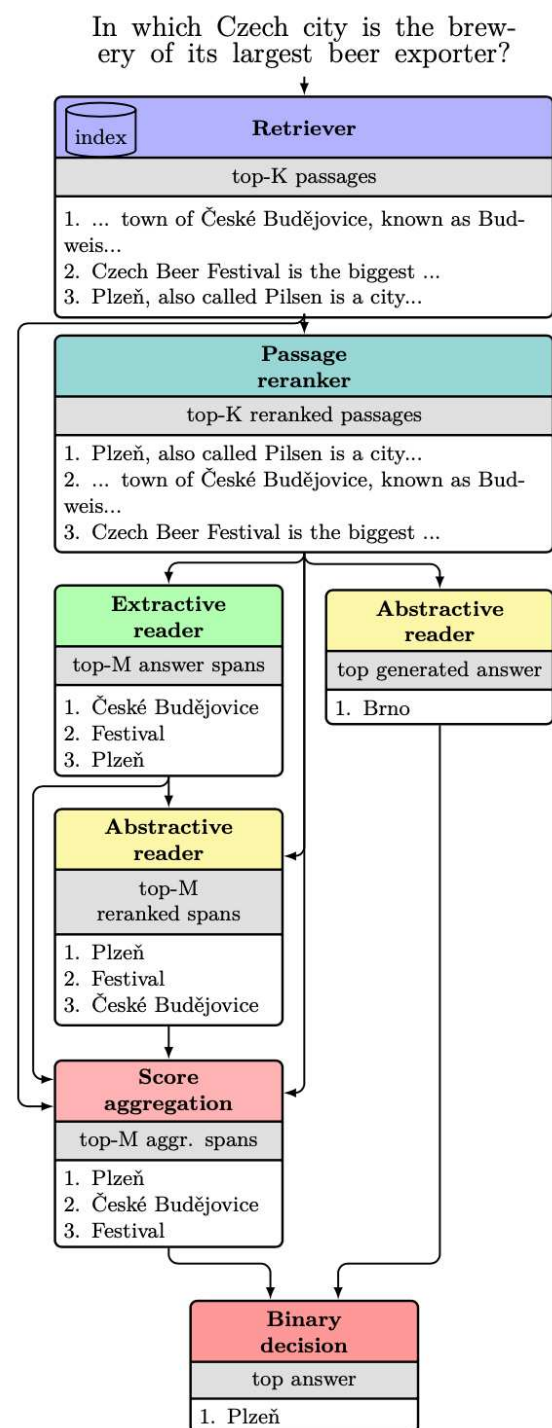 In which Czech city is the brew-
ery of its largest beer exporter?
index
Retriever
top-K passages
1. ... town of České Budějovice, known as Bud-
weis...
2. Czech Beer Festival is the biggest ...
3. Plzeň, also called Pilsen is a city...
Passage
reranker
top-K reranked passages
1. Plzeň, also called Pilsen is a city...
2. ... town of České Budějovice, known as Bud-
weis...
3. Czech Beer Festival is the biggest ...
Extractive
reader
top-M answer spans
1. České Budějovice
2. Festival
3. Plzeň
Abstractive
reader
top generated answer
1. Brno
Abstractive
reader
top-M
reranked spans
1. Plzeň
2. Festival
3. České Budějovice
Score
aggregation
top-M aggr. spans
1. Plzeň
2. České Budějovice
3. Festival
Binary
decision
top answer
1. Plzeň